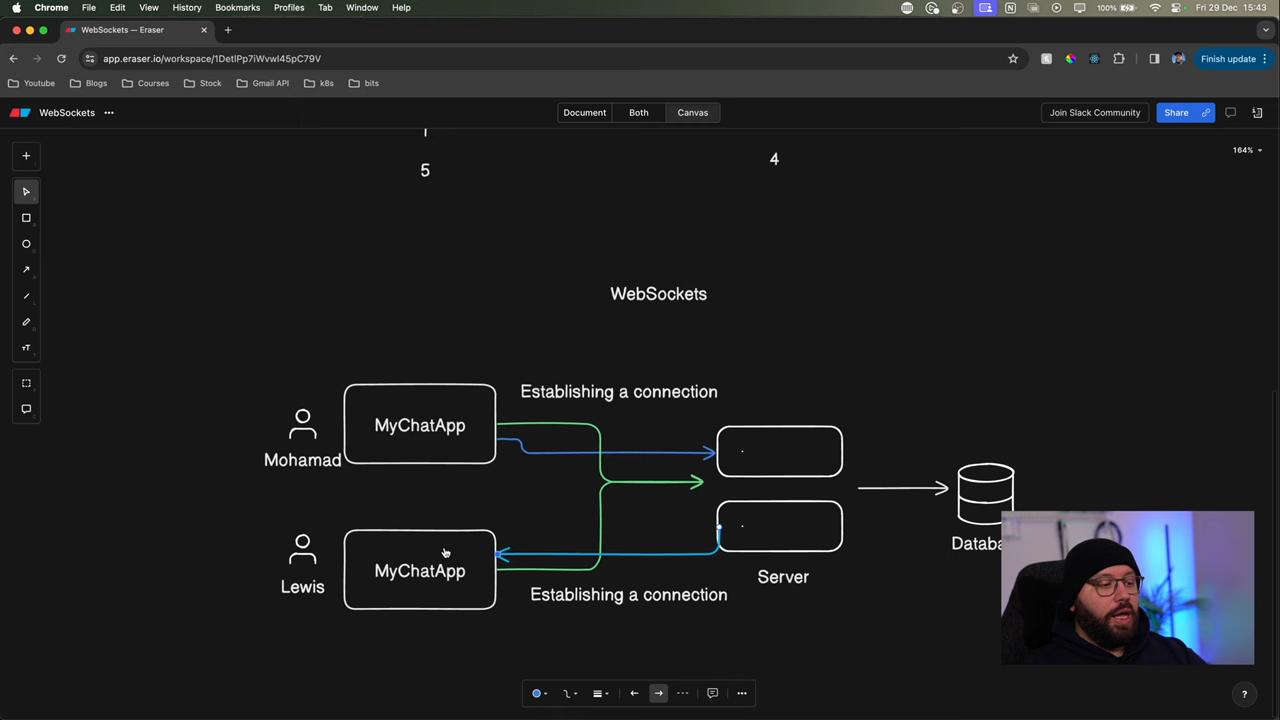 Chrome File Edit View History Bookmarks Profiles Tab Window Help 100% Fri 29 Dec 15:43
WebSockets — Eraser
app.eraser.io/workspace/1DetlPp7iWvwl45pC79V Finish update
Youtube Blogs Courses Stock Gmail API k8s bits
WebSockets Document Both Canvas Join Slack Community Share
164%
5 4
WebSockets
Establishing a connection
MyChatApp
Mohamad
MyChatApp
Lewis
Establishing a connection
Server
Databa
?